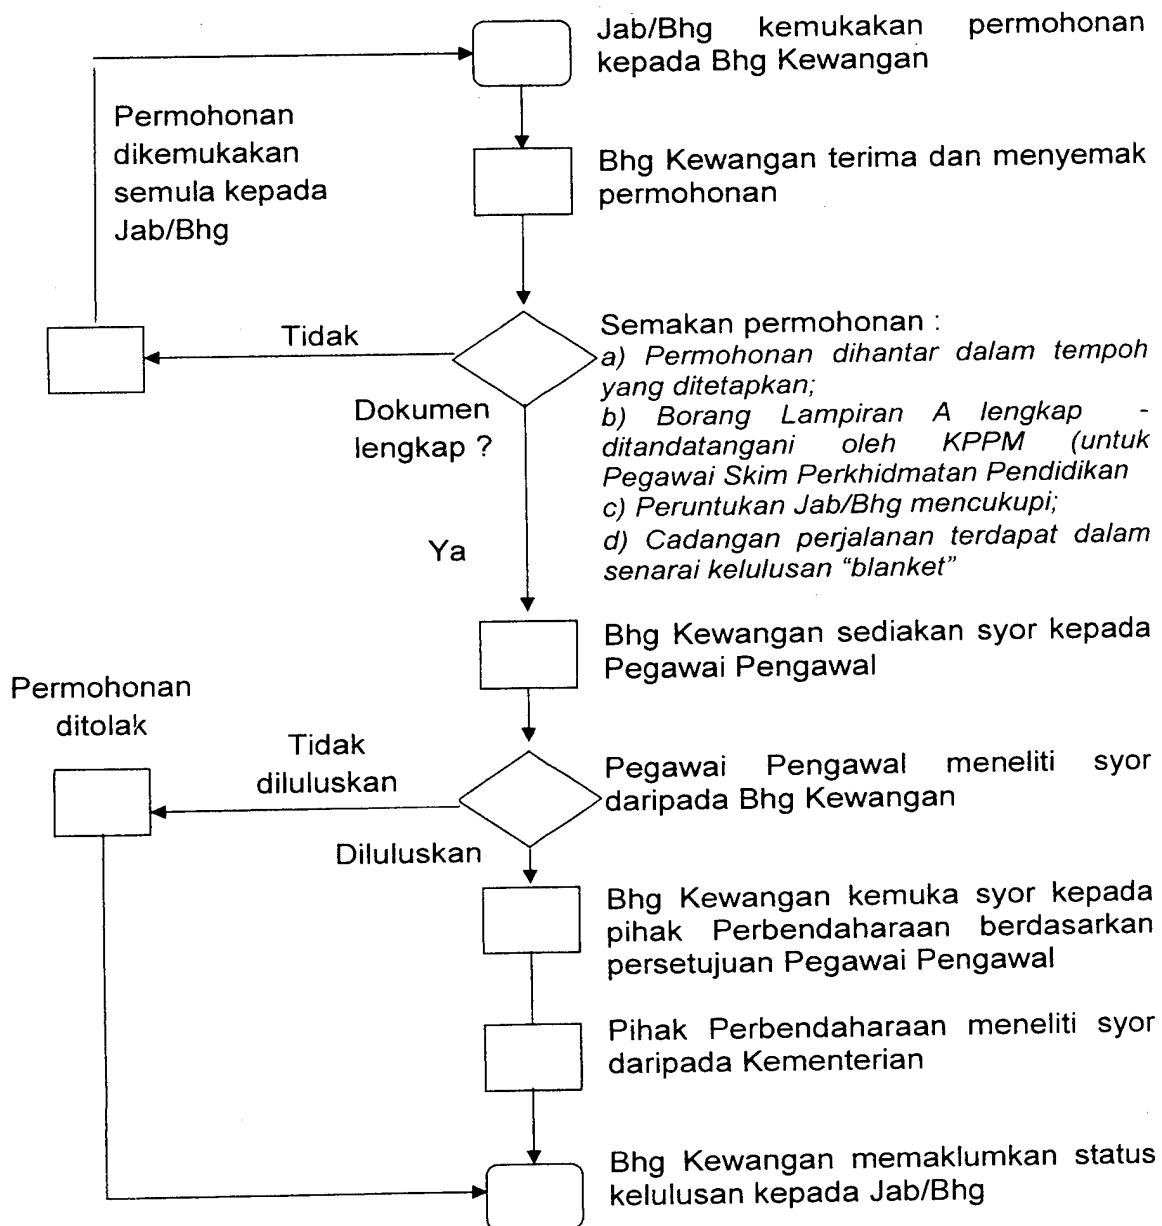 Jab/Bhg kemukakan permohonan
kepada Bhg Kewangan
Permohonan
dikemukakan
semula kepada
Jab/Bhg
Bhg Kewangan terima dan menyemak
permohonan
Tidak
Dokumen
lengkap ?
Semakan permohonan :
a) Permohonan dihantar dalam tempoh
yang ditetapkan;
b) Borang Lampiran A lengkap -
ditandatangani oleh KPPM (untuk
Pegawai Skim Perkhidmatan Pendidikan
c) Peruntukan Jab/Bhg mencukupi;
d) Cadangan perjalanan terdapat dalam
senarai kelulusan “blanket”
Ya
Bhg Kewangan sediakan syor kepada
Pegawai Pengawal
Permohonan
ditolak
Tidak
diluluskan
Pegawai Pengawal meneliti syor
daripada Bhg Kewangan
Diluluskan
Bhg Kewangan kemuka syor kepada
pihak Perbendaharaan berdasarkan
persetujuan Pegawai Pengawal
Pihak Perbendaharaan meneliti syor
daripada Kementerian
Bhg Kewangan memaklumkan status
kelulusan kepada Jab/Bhg